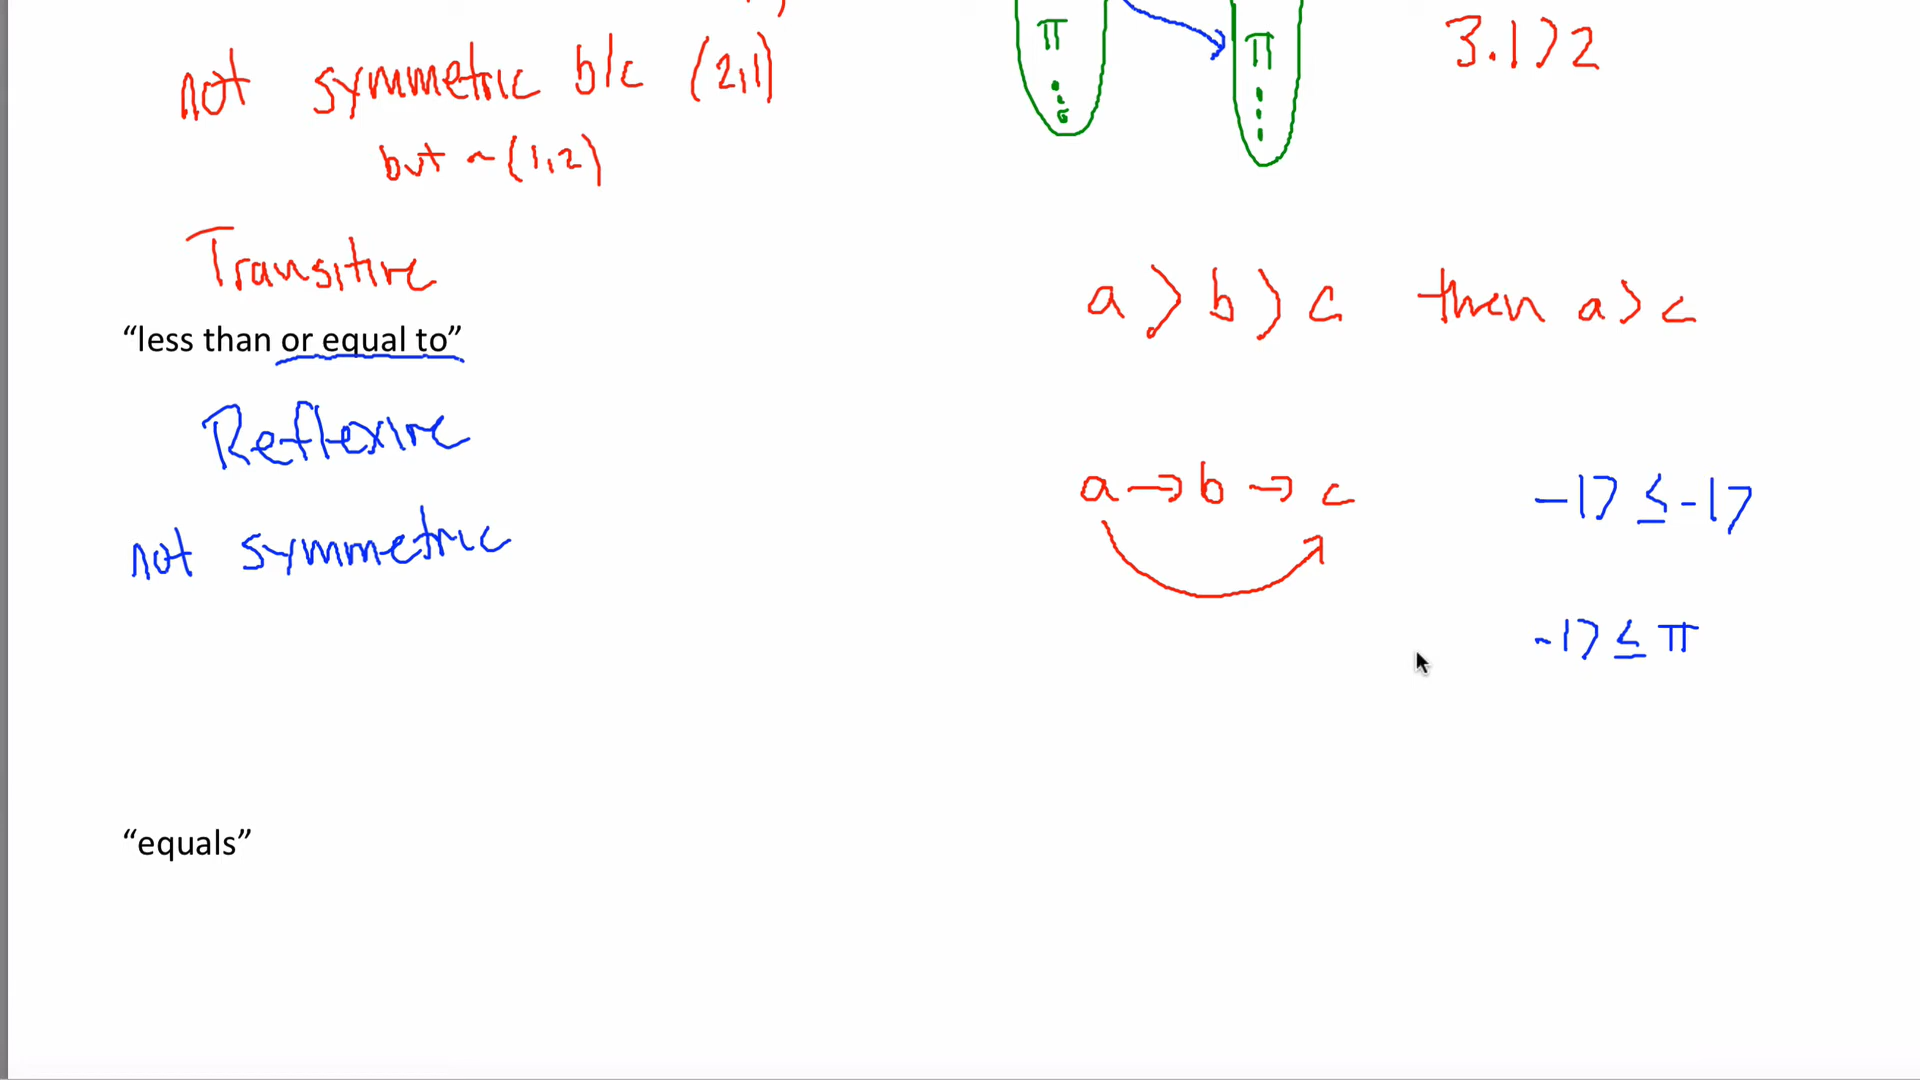 π
π
3.1>2
not symmetric b/c (2,1)
but ~(1,2)
Transitive
a > b > c then a > c
“less than or equal to”
Reflexive
a → b → c
-17 ≤ -17
not symmetric
-17 ≤ π
“equals”